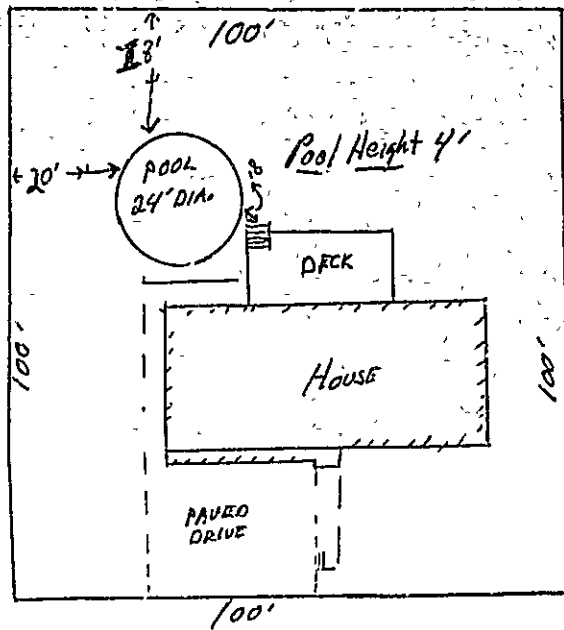 100'
8'
20'
POOL
24' DIA.
Pool Height 4'
8'
DECK
100'
HOUSE
100'
PAVED
DRIVE
100'